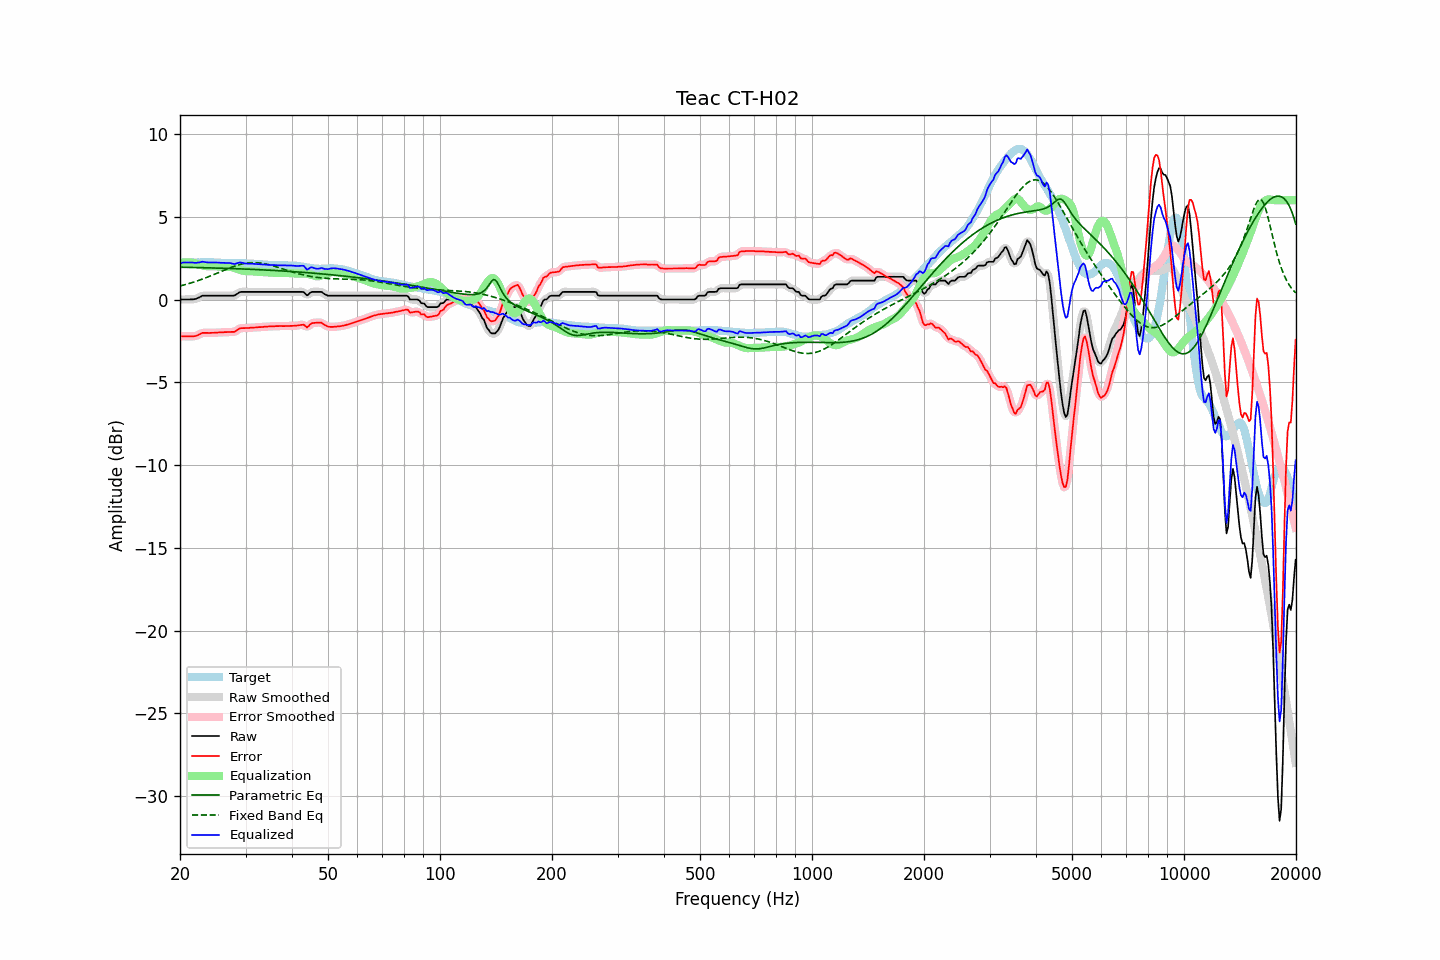 Teac CT-H02
10
5
0
−5
−10
−15
−20
−25
−30
Amplitude (dBr)
Target
Raw Smoothed
Error Smoothed
Raw
Error
Equalization
Parametric Eq
Fixed Band Eq
Equalized
20 50 100 200 500 1000 2000 5000 10000 20000
Frequency (Hz)